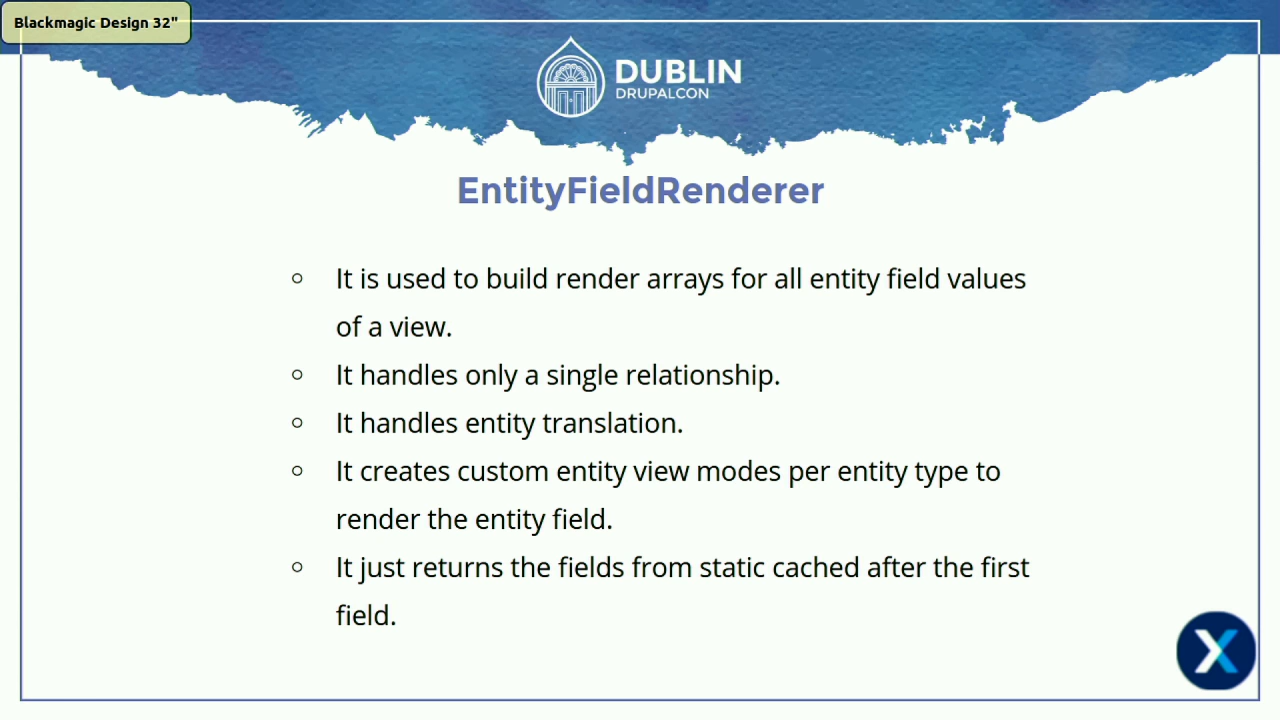 Blackmagic Design 32"
DUBLIN
DRUPALCON
EntityFieldRenderer
It is used to build render arrays for all entity field values
of a view.
It handles only a single relationship.
It handles entity translation.
It creates custom entity view modes per entity type to
render the entity field.
It just returns the fields from static cached after the first
field.
X